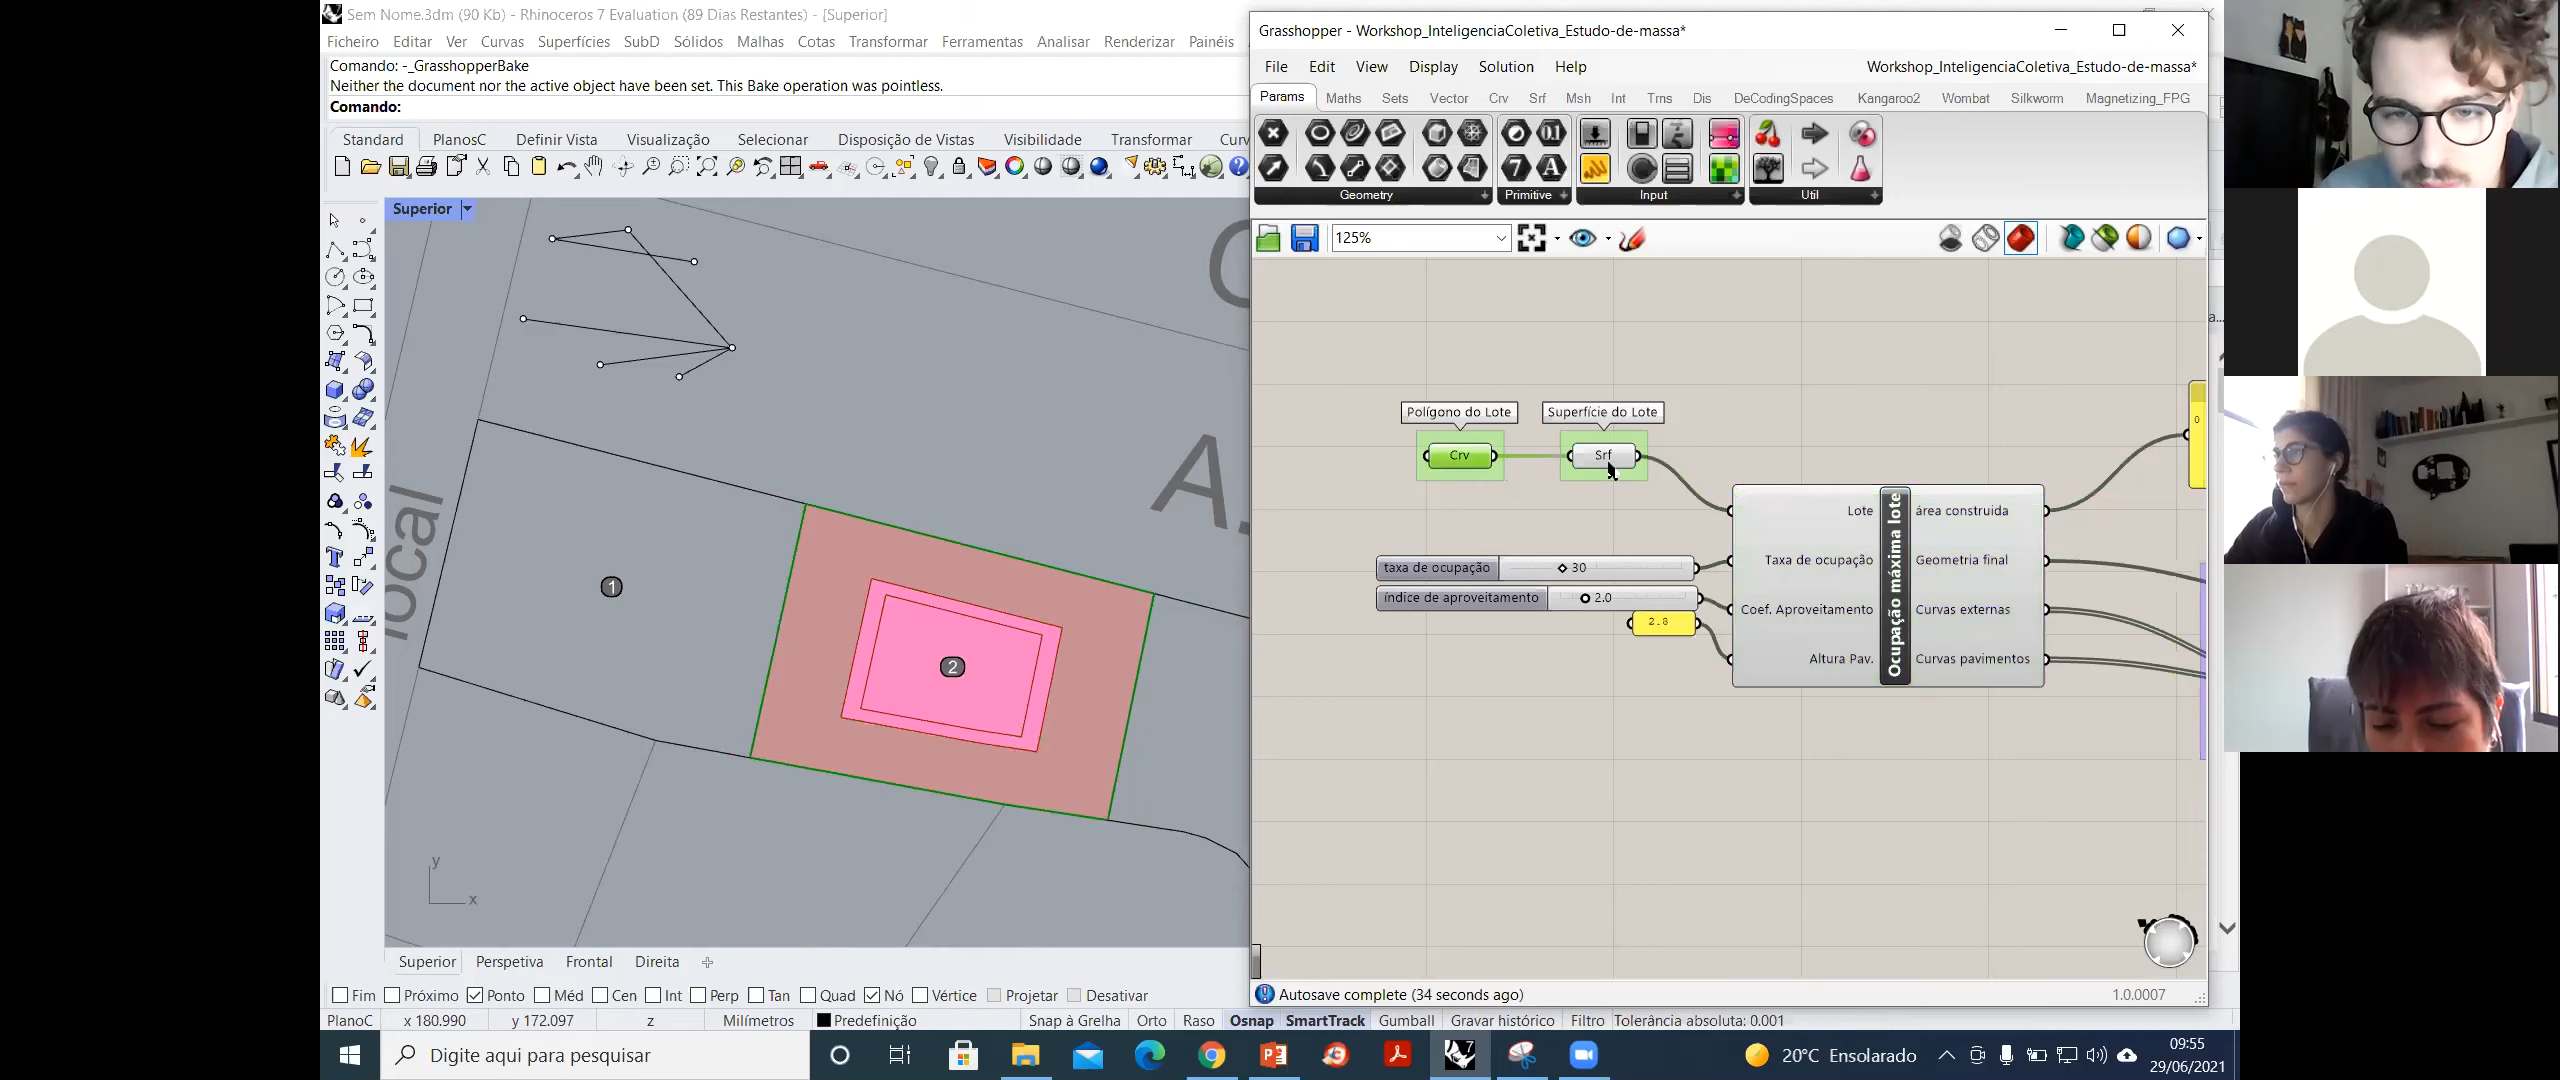 Sem Nome.3dm (90 Kb) - Rhinoceros 7 Evaluation (89 Dias Restantes) - [Superior]
Ficheiro Editar Ver Curvas Superfícies SubD Sólidos Malhas Cotas Transformar Ferramentas Analisar Renderizar Painéis
Comando: -_GrasshopperBake
Neither the document nor the active object have been set. This Bake operation was pointless.
Comando:
Standard PlanosC Definir Vista Visualização Selecionar Disposição de Vistas Visibilidade Transformar Curv
Superior
local
A.
1
2
y
x
Superior Perspetiva Frontal Direita
Fim Próximo Ponto Méd Cen Int Perp Tan Quad Nó Vértice Projetar Desativar
PlanoC x 180.990 y 172.097 z Milímetros Predefinição Snap à Grelha Orto Raso Osnap SmartTrack Gumball Gravar histórico Filtro Tolerância absoluta: 0.001
Grasshopper - Workshop_InteligenciaColetiva_Estudo-de-massa*
File Edit View Display Solution Help Workshop_InteligenciaColetiva_Estudo-de-massa*
Params Maths Sets Vector Crv Srf Msh Int Trns Dis DeCodingSpaces Kangaroo2 Wombat Silkworm Magnetizing_FPG
Geometry Primitive Input Util
125%
Polígono do Lote Superfície do Lote
Crv Srf
0
taxa de ocupação 30
índice de aproveitamento 2.0
2.8
Lote
Taxa de ocupação
Coef. Aproveitamento
Altura Pav.
Ocupação máxima lote
área construida
Geometria final
Curvas externas
Curvas pavimentos
Autosave complete (34 seconds ago) 1.0.0007
Digite aqui para pesquisar
20°C Ensolarado
09:55
29/06/2021